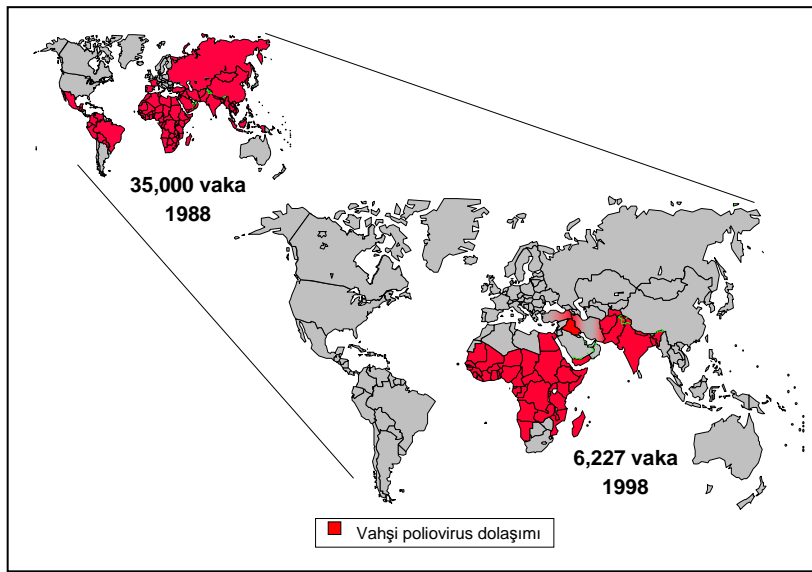 35,000 vaka
1988
6,227 vaka
1998
Vahşi poliovirus dolaşımı